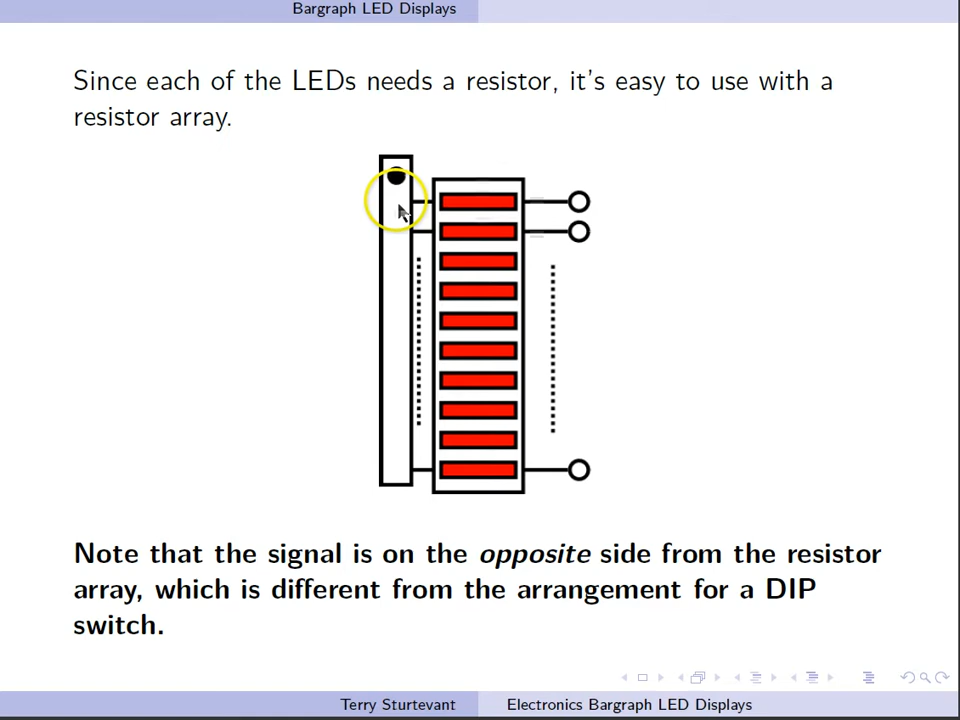 Bargraph LED Displays
Since each of the LEDs needs a resistor, it's easy to use with a
resistor array.
Note that the signal is on the opposite side from the resistor
array, which is different from the arrangement for a DIP
switch.
Terry Sturtevant
Electronics Bargraph LED Displays